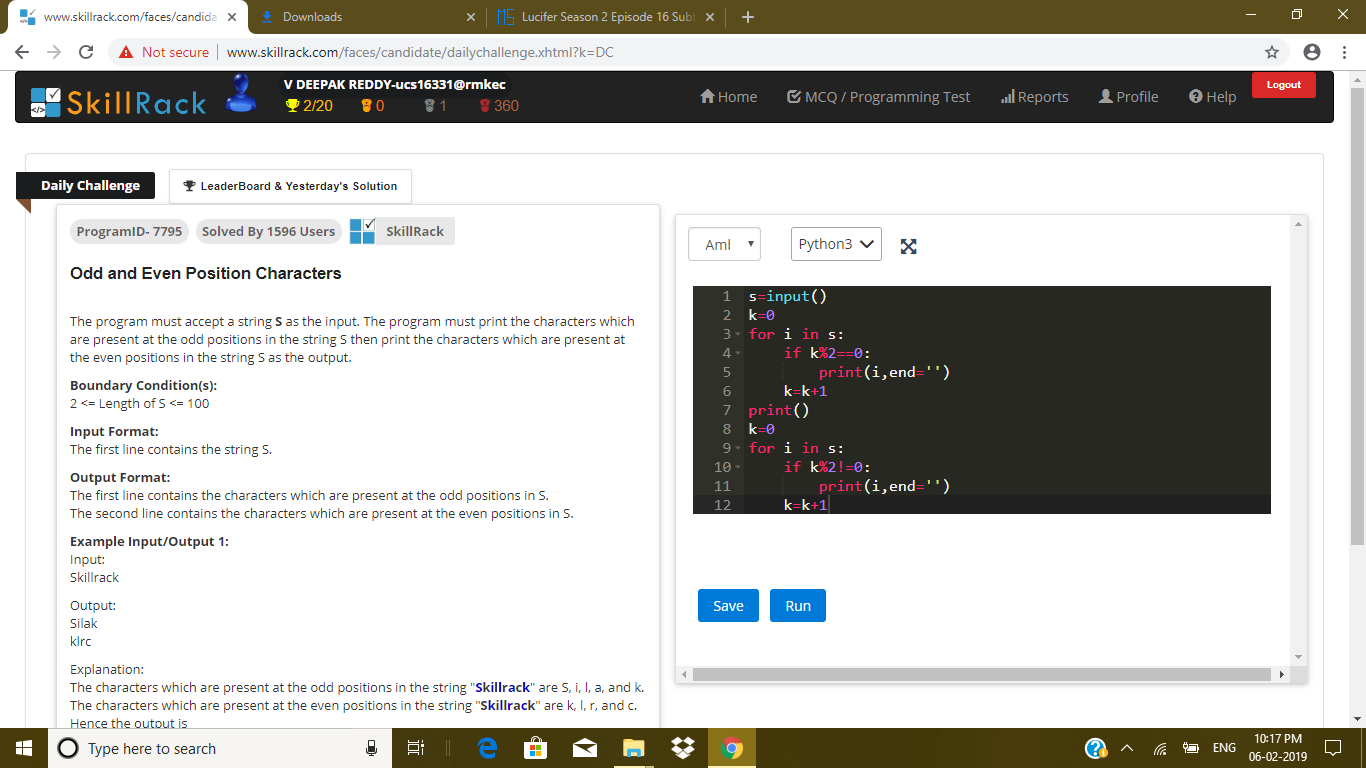 www.skillrack.com/faces/candida
Downloads
Lucifer Season 2 Episode 16 Subt
Not secure
www.skillrack.com/faces/candidate/dailychallenge.xhtml?k=DC
SkillRack
V DEEPAK REDDY-ucs16331@rmkec
2/20 0 1 360
Home
MCQ / Programming Test
Reports
Profile
Help
Logout
Daily Challenge
LeaderBoard & Yesterday's Solution
ProgramID- 7795
Solved By 1596 Users
SkillRack
Odd and Even Position Characters
The program must accept a string S as the input. The program must print the characters which
are present at the odd positions in the string S then print the characters which are present at
the even positions in the string S as the output.
Boundary Condition(s):
2 <= Length of S <= 100
Input Format:
The first line contains the string S.
Output Format:
The first line contains the characters which are present at the odd positions in S.
The second line contains the characters which are present at the even positions in S.
Example Input/Output 1:
Input:
Skillrack
Output:
Silak
klrc
Explanation:
The characters which are present at the odd positions in the string "Skillrack" are S, i, l, a, and k.
The characters which are present at the even positions in the string "Skillrack" are k, l, r, and c.
Hence the output is
Aml
Python3
1 s=input()
2 k=0
3 for i in s:
4 if k%2==0:
5 print(i,end='')
6 k=k+1
7 print()
8 k=0
9 for i in s:
10 if k%2!=0:
11 print(i,end='')
12 k=k+1
Save
Run
Type here to search
ENG
10:17 PM
06-02-2019